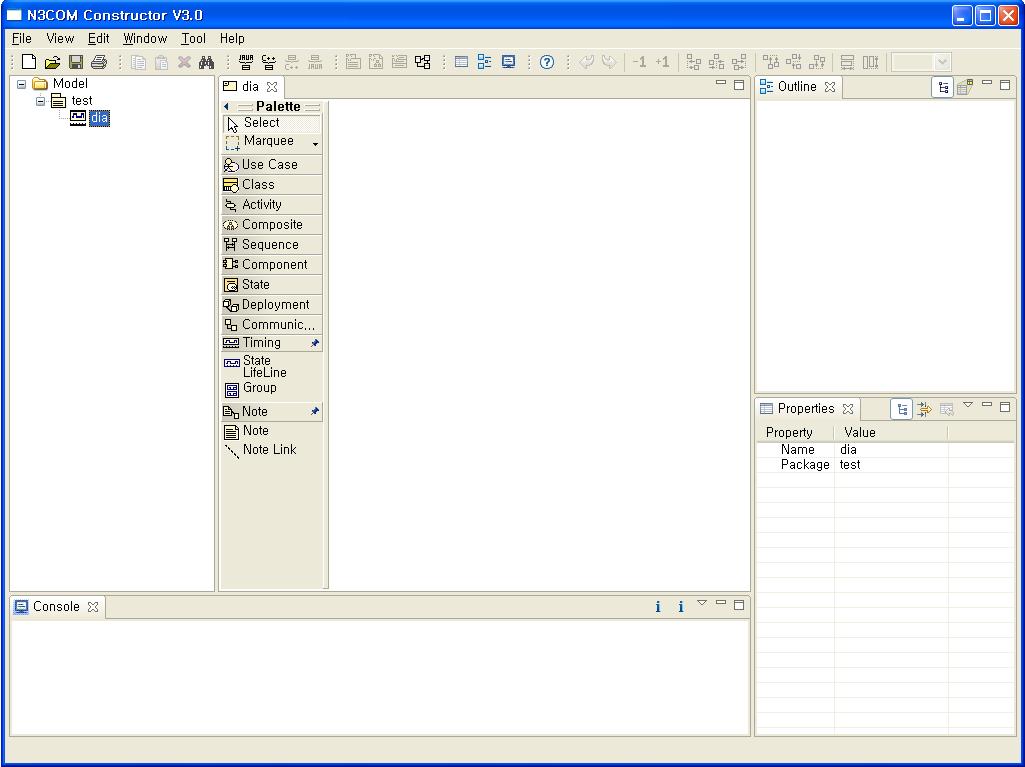 N3COM Constructor V3.0
File View Edit Window Tool Help
JAVA C++ JAVA -1 +1
Model
test
dia
dia
Palette
Select
Marquee
Use Case
Class
Activity
Composite
Sequence
Component
State
Deployment
Communic...
Timing
State
LifeLine
Group
Note
Note
Note Link
Outline
Properties
Property Value
Name dia
Package test
Console